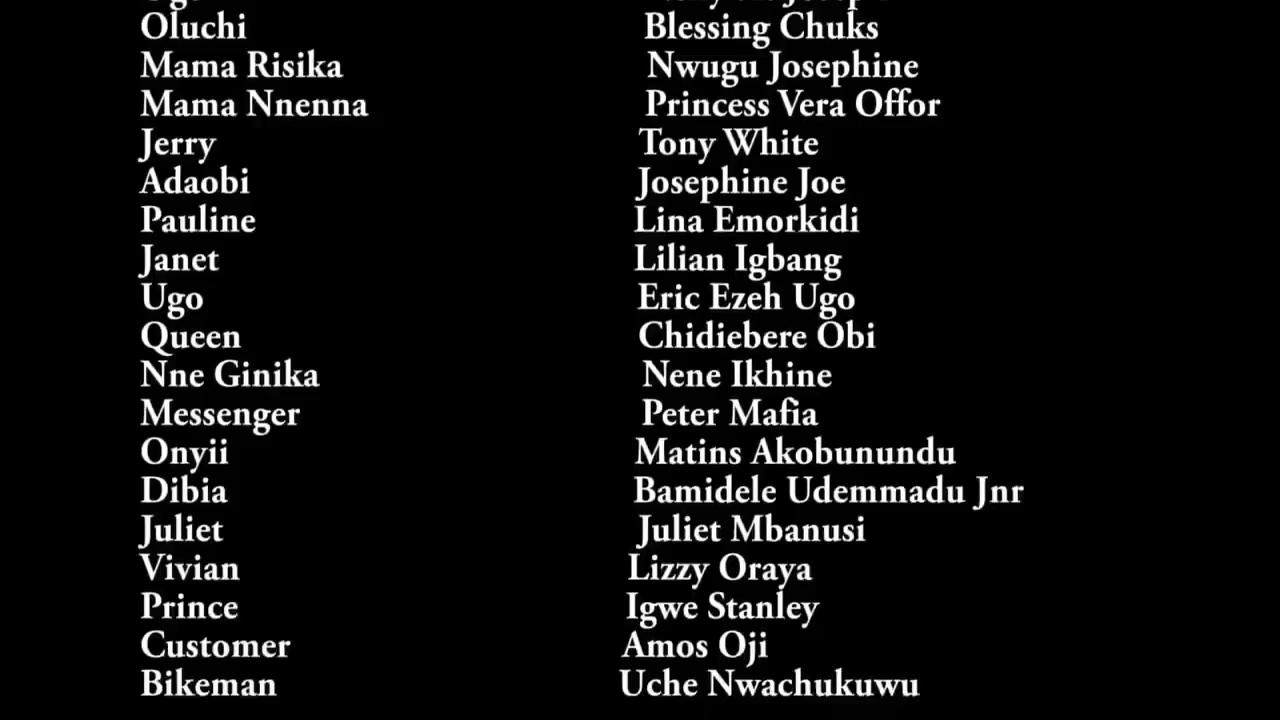 Oluchi Blessing Chuks
Mama Risika Nwugu Josephine
Mama Nnenna Princess Vera Offor
Jerry Tony White
Adaobi Josephine Joe
Pauline Lina Emorkidi
Janet Lilian Igbang
Ugo Eric Ezeh Ugo
Queen Chidiebere Obi
Nne Ginika Nene Ikhine
Messenger Peter Mafia
Onyii Matins Akobunundu
Dibia Bamidele Udemmadu Jnr
Juliet Juliet Mbanusi
Vivian Lizzy Oraya
Prince Igwe Stanley
Customer Amos Oji
Bikeman Uche Nwachukuwu